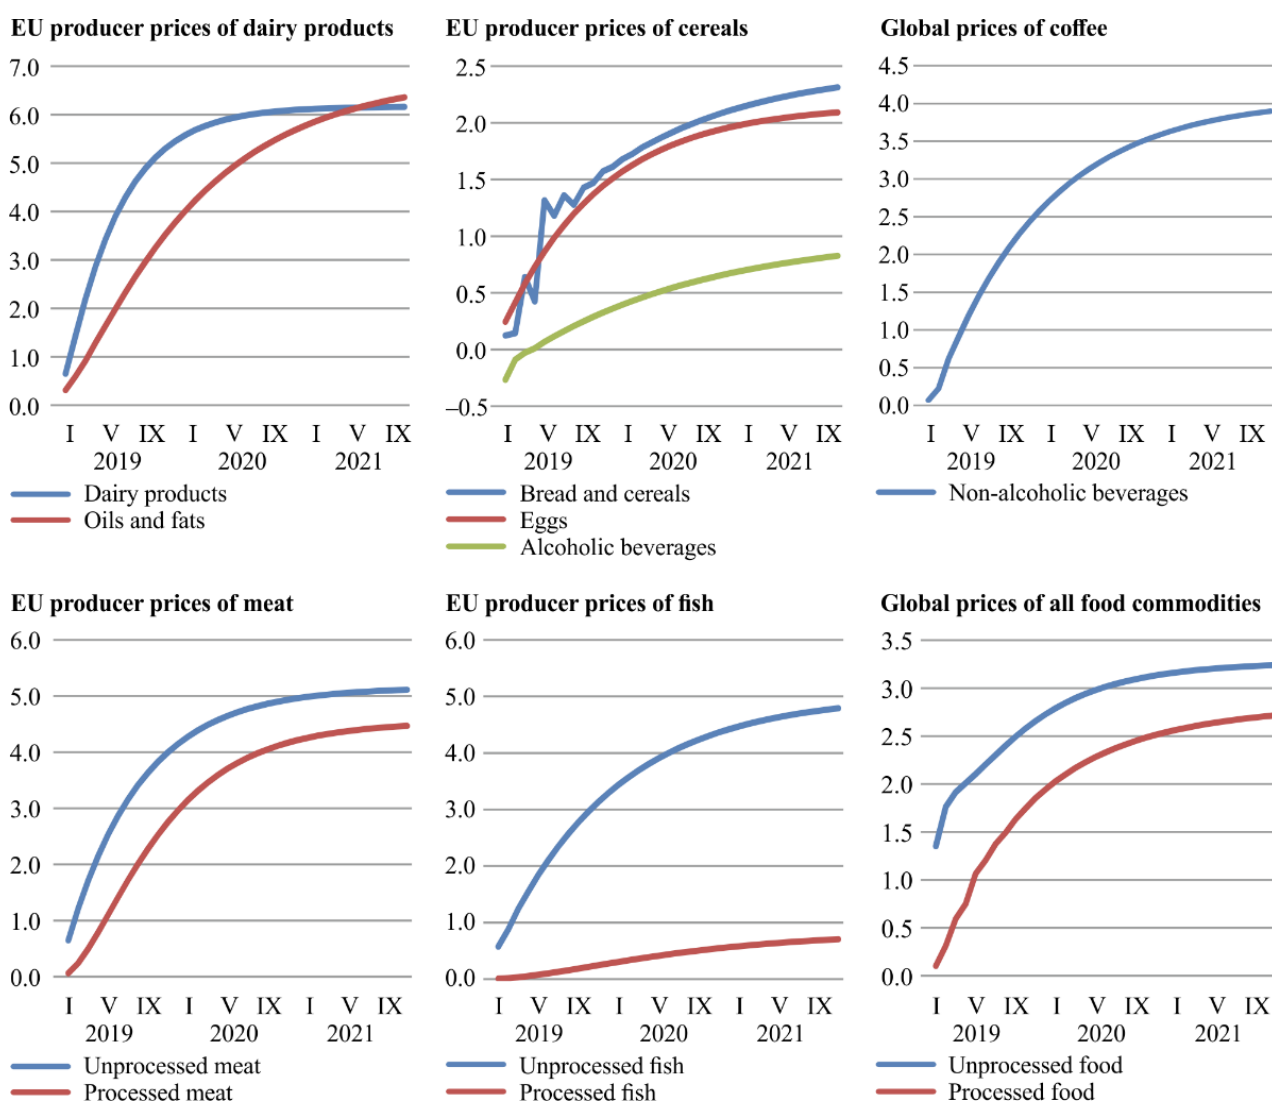 EU producer prices of dairy products
7.0
6.0
5.0
4.0
3.0
2.0
1.0
0.0
I V IX I V IX I V IX
2019 2020 2021
Dairy products
Oils and fats
EU producer prices of cereals
2.5
2.0
1.5
1.0
0.5
0.0
–0.5
I V IX I V IX I V IX
2019 2020 2021
Bread and cereals
Eggs
Alcoholic beverages
Global prices of coffee
4.5
4.0
3.5
3.0
2.5
2.0
1.5
1.0
0.5
0.0
I V IX I V IX I V IX
2019 2020 2021
Non-alcoholic beverages
EU producer prices of meat
6.0
5.0
4.0
3.0
2.0
1.0
0.0
I V IX I V IX I V IX
2019 2020 2021
Unprocessed meat
Processed meat
EU producer prices of fish
6.0
5.0
4.0
3.0
2.0
1.0
0.0
I V IX I V IX I V IX
2019 2020 2021
Unprocessed fish
Processed fish
Global prices of all food commodities
3.5
3.0
2.5
2.0
1.5
1.0
0.5
0.0
I V IX I V IX I V IX
2019 2020 2021
Unprocessed food
Processed food